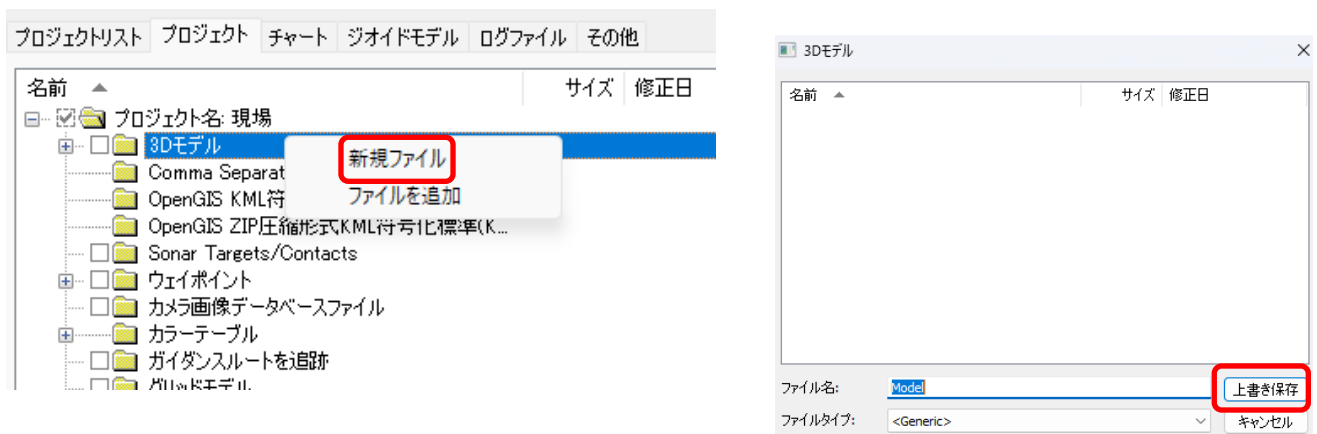 プロジェクトリスト プロジェクト チャート ジオイドモデル ログファイル その他
名前 サイズ 修正日
プロジェクト名: 現場
3Dモデル
Comma Separat
OpenGIS KML符
OpenGIS ZIP圧縮形式KML符号化標準(K...
Sonar Targets/Contacts
ウェイポイント
カメラ画像データベースファイル
カラーテーブル
ガイダンスルートを追跡
グリッドモデル
新規ファイル
ファイルを追加
3Dモデル
名前 サイズ 修正日
ファイル名: Model 上書き保存
ファイルタイプ: <Generic> キャンセル